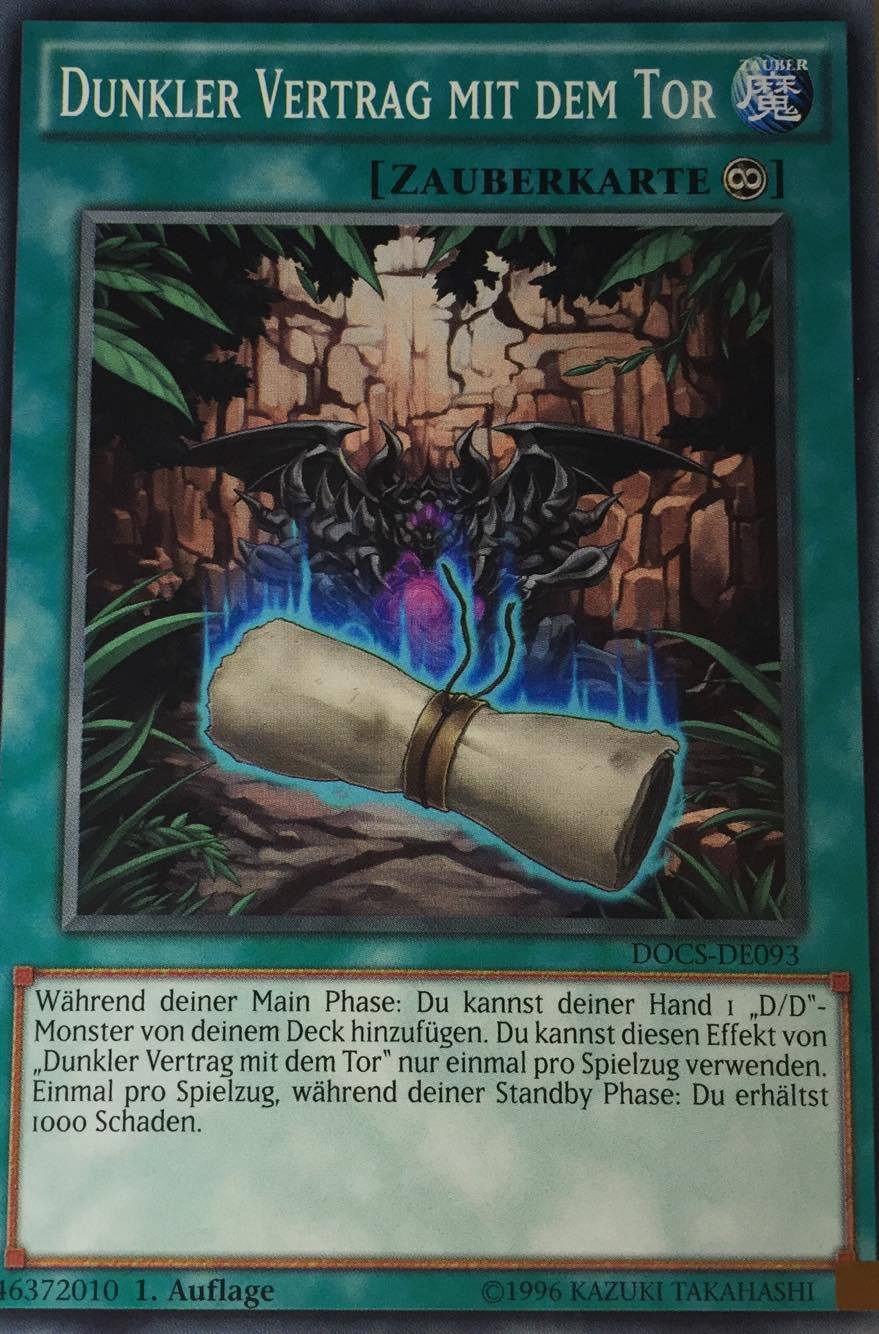 DUNKLER VERTRAG MIT DEM TOR
ZAUBER
魔
[ZAUBERKARTE ]
DOCS-DE093
Während deiner Main Phase: Du kannst deiner Hand 1 „D/D"-
Monster von deinem Deck hinzufügen. Du kannst diesen Effekt von
„Dunkler Vertrag mit dem Tor" nur einmal pro Spielzug verwenden.
Einmal pro Spielzug, während deiner Standby Phase: Du erhältst
1000 Schaden.
46372010 1. Auflage
©1996 KAZUKI TAKAHASHI